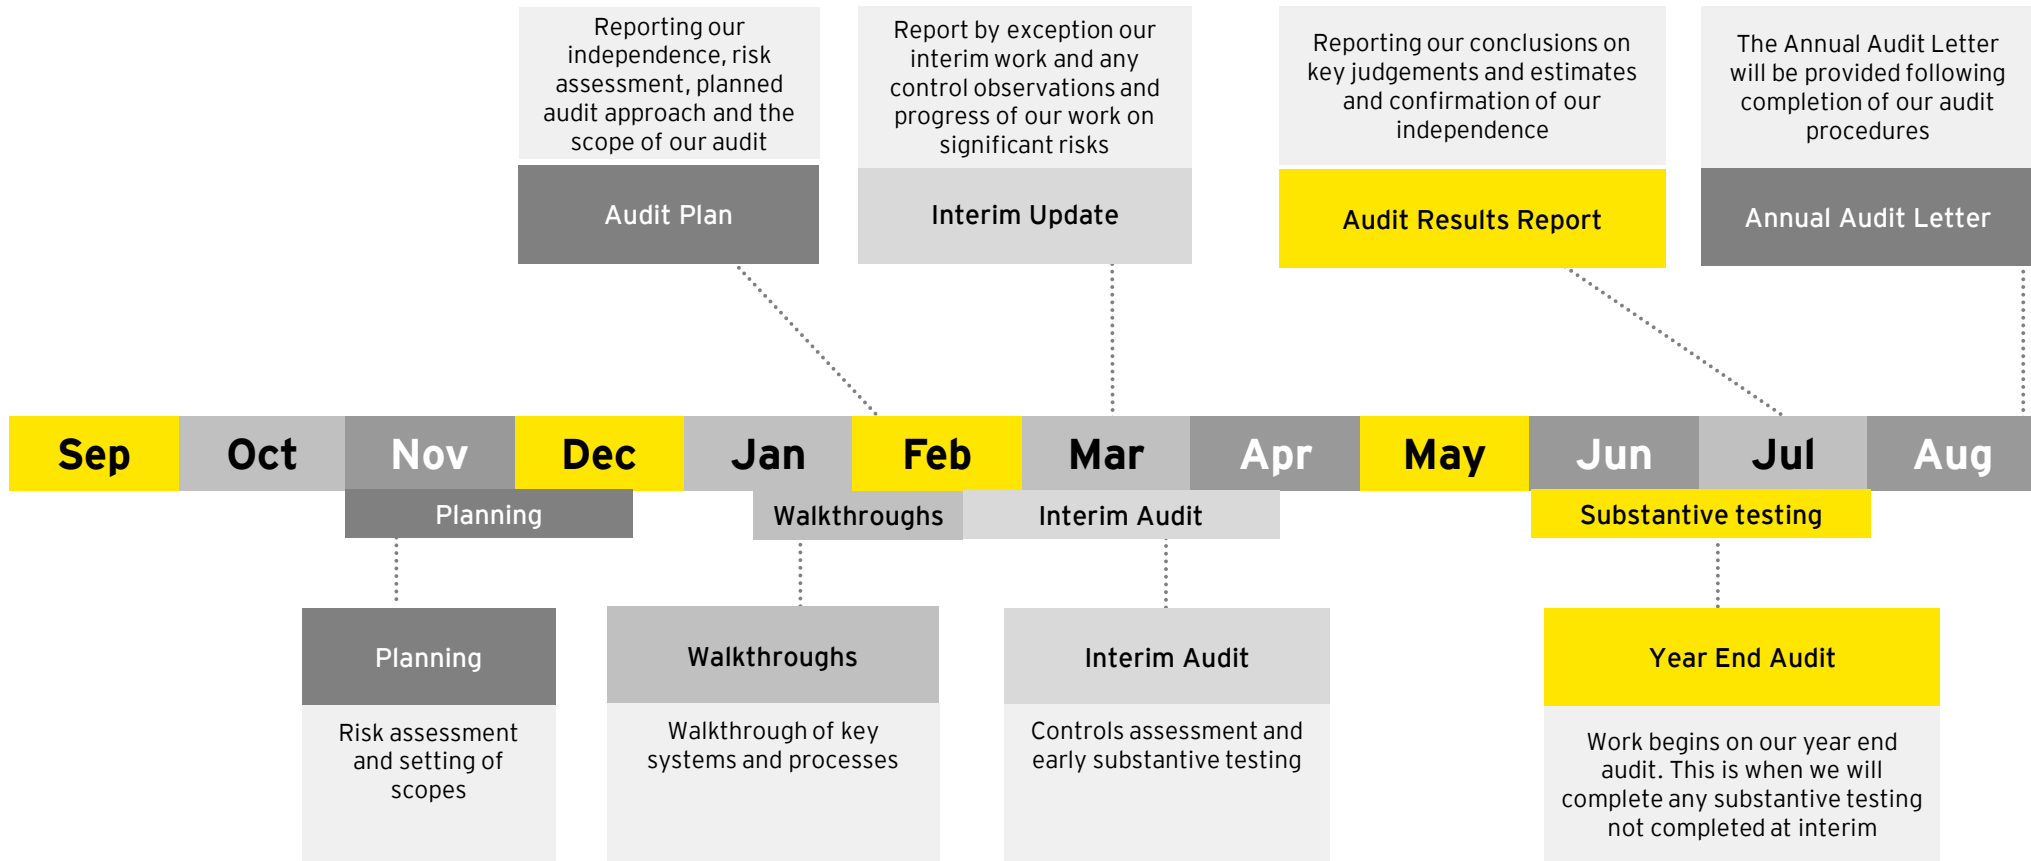 Reporting our
independence, risk
assessment, planned
audit approach and the
scope of our audit
Audit Plan
Report by exception our
interim work and any
control observations and
progress of our work on
significant risks
Interim Update
Reporting our conclusions on
key judgements and estimates
and confirmation of our
independence
Audit Results Report
The Annual Audit Letter
will be provided following
completion of our audit
procedures
Annual Audit Letter
Sep Oct Nov Dec Jan Feb Mar Apr May Jun Jul Aug
Planning Walkthroughs Interim Audit Substantive testing
Planning
Risk assessment
and setting of
scopes
Walkthroughs
Walkthrough of key
systems and processes
Interim Audit
Controls assessment and
early substantive testing
Year End Audit
Work begins on our year end
audit. This is when we will
complete any substantive testing
not completed at interim